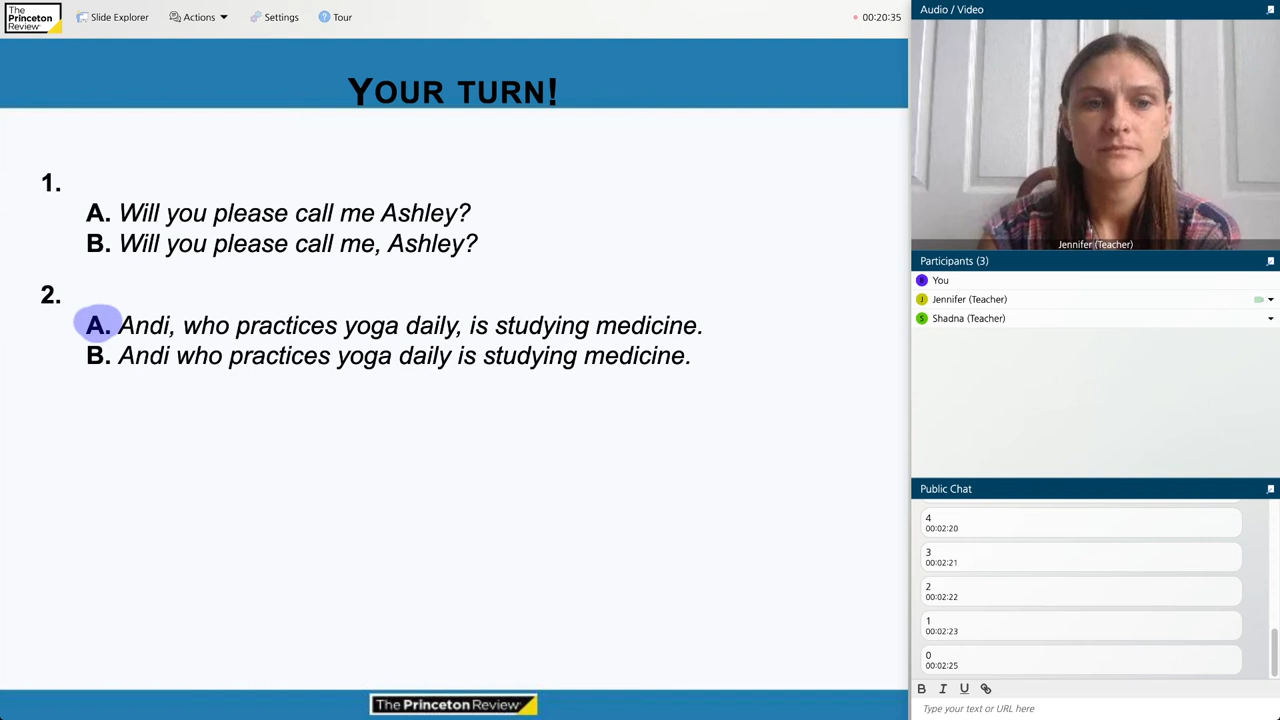 The
Princeton
Review
Slide Explorer
Actions
Settings
? Tour
00:20:35
YOUR TURN!
1.
A. Will you please call me Ashley?
B. Will you please call me, Ashley?
2.
A. Andi, who practices yoga daily, is studying medicine.
B. Andi who practices yoga daily is studying medicine.
The Princeton Review
Audio / Video
Jennifer (Teacher)
Participants (3)
You
J Jennifer (Teacher)
S Shadna (Teacher)
Public Chat
4
00:02:20
3
00:02:21
2
00:02:22
1
00:02:23
0
00:02:25
B I U
Type your text or URL here